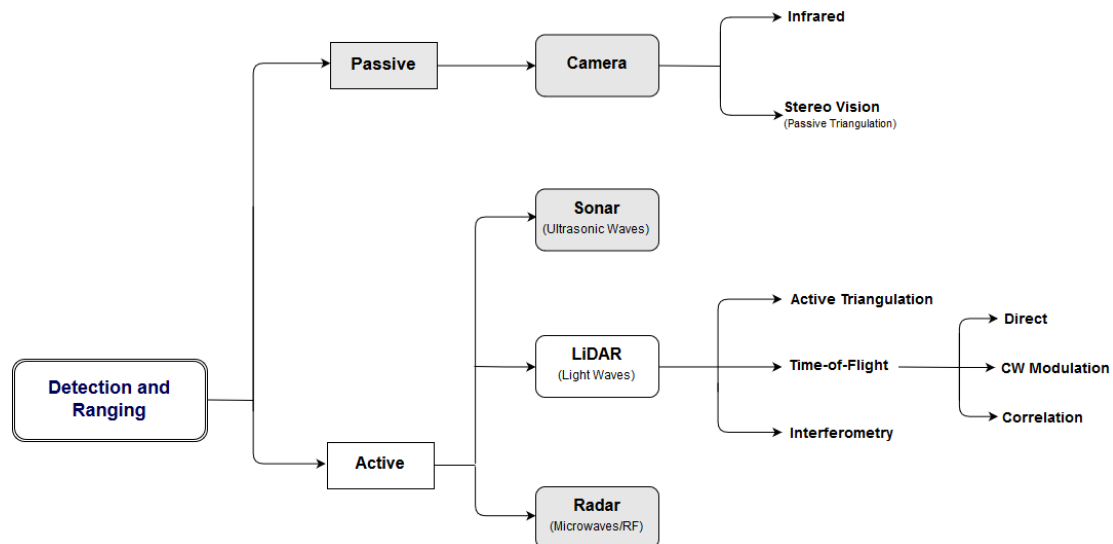 Infrared
Passive
Camera
Stereo Vision
(Passive Triangulation)
Sonar
(Ultrasonic Waves)
Active Triangulation
Direct
Detection and
Ranging
LiDAR
(Light Waves)
Time-of-Flight
CW Modulation
Correlation
Interferometry
Active
Radar
(Microwaves/RF)